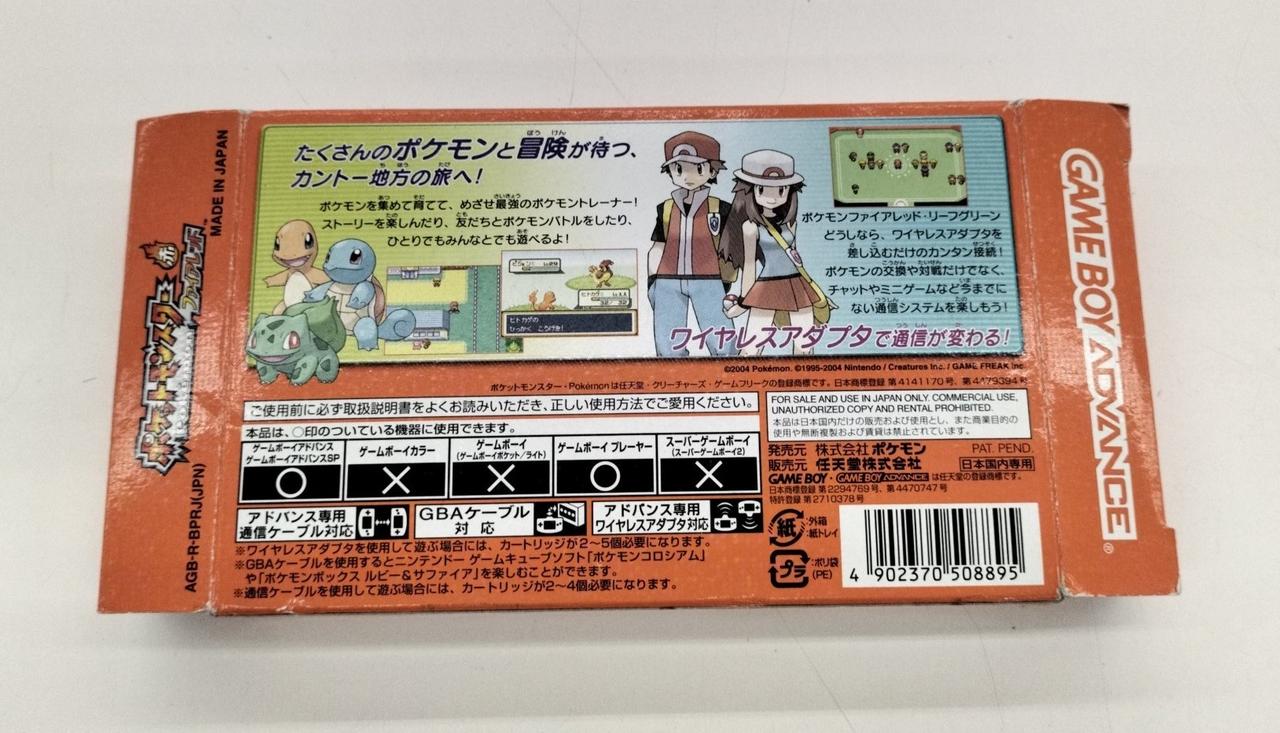 MADE IN JAPAN
ポケットモンスター 赤
ファイアレッド
AGB-R-BPRJ(JPN)
たくさんのポケモンと冒険が待つ、
カントー地方の旅へ!
ポケモンを集めて育てて、めざせ最強のポケモントレーナー!
ストーリーを楽しんだり、友だちとポケモンバトルをしたり、
ひとりでもみんなとでも遊べるよ!
ヒトカゲの
ひっかく こうげき!
ポケモンファイアレッド・リーフグリーン
どうしなら、ワイヤレスアダプタを
差し込むだけのカンタン接続!
ポケモンの交換や対戦だけでなく、
チャットやミニゲームなど今までに
ない通信システムを楽しもう!
ワイヤレスアダプタで通信が変わる!
©2004 Pokémon. ©1995-2004 Nintendo / Creatures Inc. / GAME FREAK inc.
ポケットモンスター・Pokémonは任天堂・クリーチャーズ・ゲームフリークの登録商標です。日本商標登録 第4141170号、第4479394号
ご使用前に必ず取扱説明書をよくお読みいただき、正しい使用方法でご愛用ください。
本品は、○印のついている機器に使用できます。
ゲームボーイアドバンス
ゲームボーイアドバンスSP
○
ゲームボーイカラー
×
ゲームボーイ
(ゲームボーイポケット/ライト)
×
ゲームボーイ プレーヤー
○
スーパーゲームボーイ
(スーパーゲームボーイ2)
×
アドバンス専用
通信ケーブル対応
GBAケーブル
対 応
アドバンス専用
ワイヤレスアダプタ対応
※ワイヤレスアダプタを使用して遊ぶ場合には、カートリッジが2~5個必要になります。
※GBAケーブルを使用するとニンテンドー ゲームキューブソフト「ポケモンコロシアム」
や「ポケモンボックス ルビー&サファイア」を楽しむことができます。
※通信ケーブルを使用して遊ぶ場合には、カートリッジが2~4個必要になります。
FOR SALE AND USE IN JAPAN ONLY. COMMERCIAL USE,
UNAUTHORIZED COPY AND RENTAL PROHIBITED.
本品は日本国内だけの販売および使用とし、また商業目的の
使用や無断複製および賃貸は禁止されています。
発売元 株式会社ポケモン PAT. PEND.
販売元 任天堂株式会社 日本国内専用
GAME BOY・GAME BOY ADVANCE は任天堂の登録商標です。
日本商標登録 第2294769号、第4470747号
特許登録 第2710378号
紙 :外箱
:紙トレイ
プラ :ポリ袋
(PE)
4 902370 508895
GAME BOY ADVANCE®